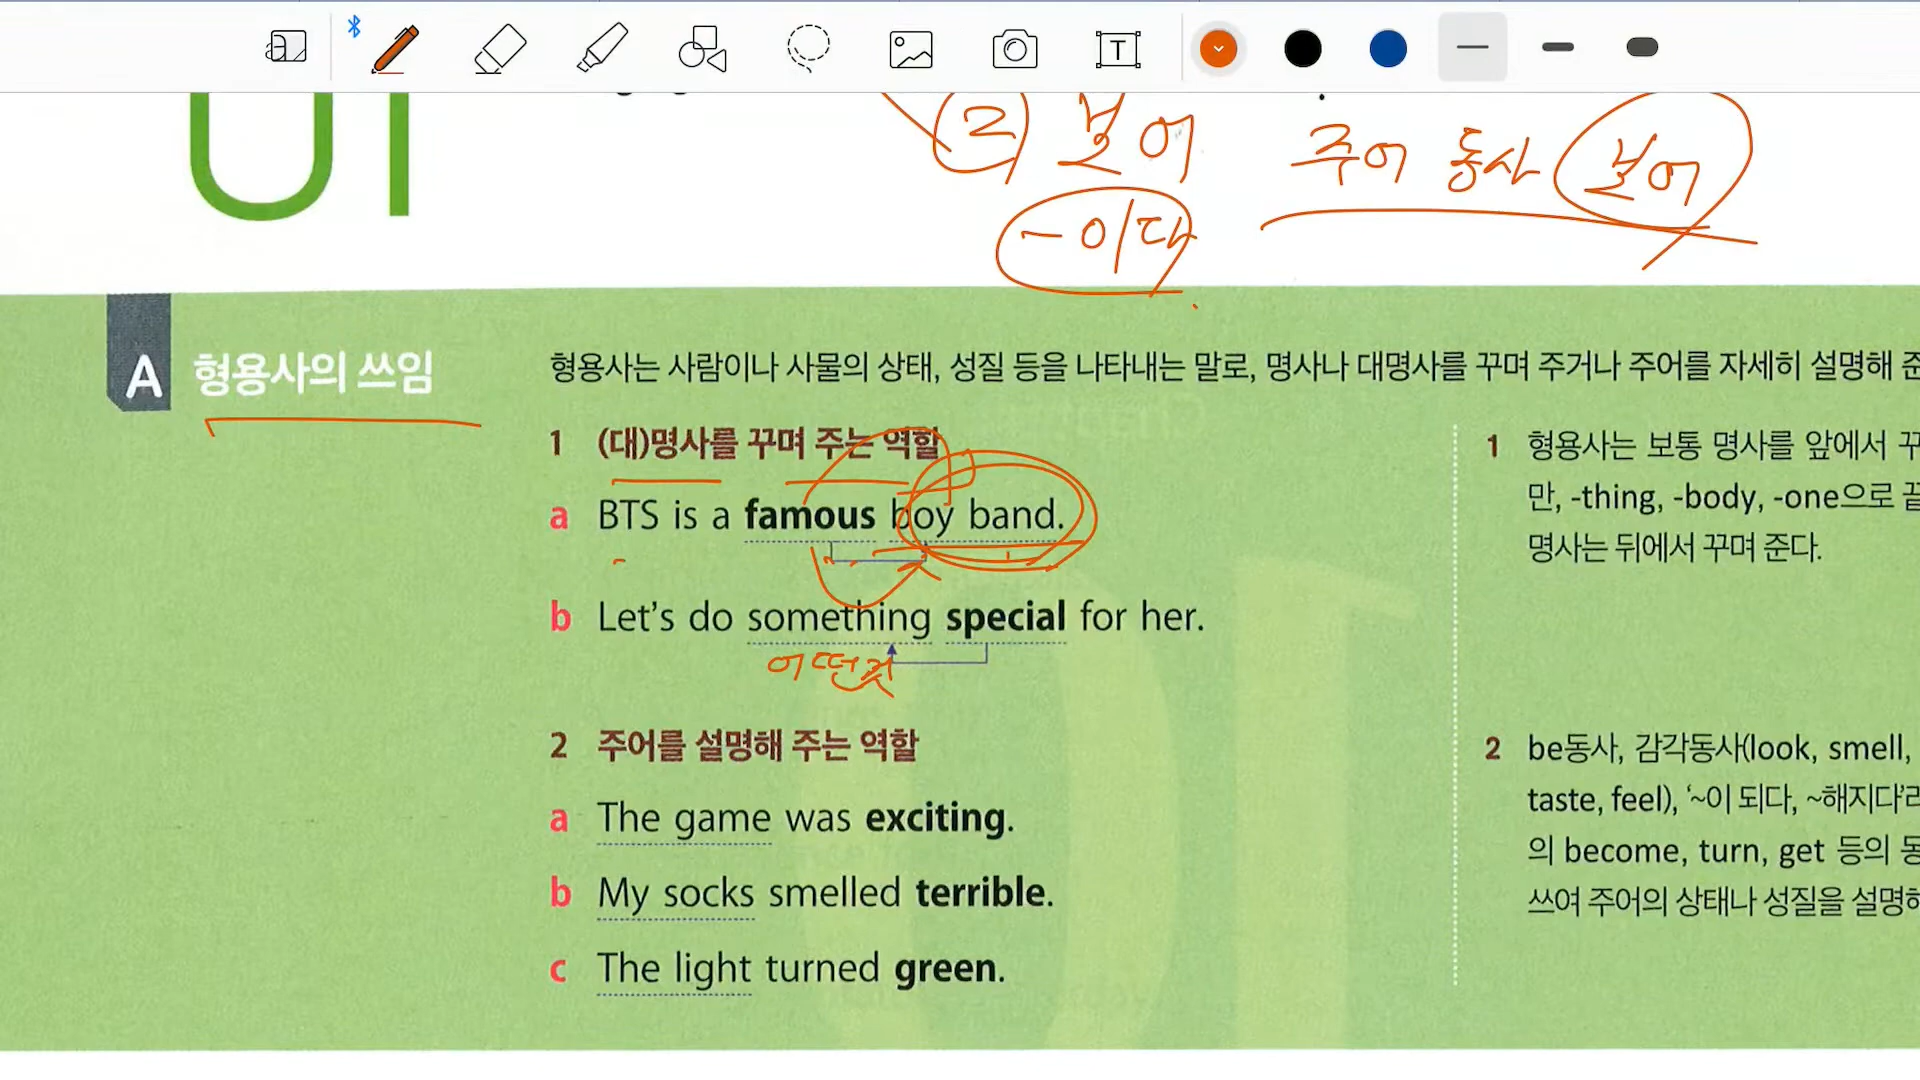 01
2) 보어
~이다
주어 동사 보어
A 형용사의 쓰임
형용사는 사람이나 사물의 상태, 성질 등을 나타내는 말로, 명사나 대명사를 꾸며 주거나 주어를 자세히 설명해 준
1 (대)명사를 꾸며 주는 역할
a BTS is a famous boy band.
b Let's do something special for her.
어떤 것
2 주어를 설명해 주는 역할
a The game was exciting.
b My socks smelled terrible.
c The light turned green.
1 형용사는 보통 명사를 앞에서 꾸
만, -thing, -body, -one으로 끝
명사는 뒤에서 꾸며 준다.
2 be동사, 감각동사(look, smell,
taste, feel), '~이 되다, ~해지다'라
의 become, turn, get 등의 동
쓰여 주어의 상태나 성질을 설명해